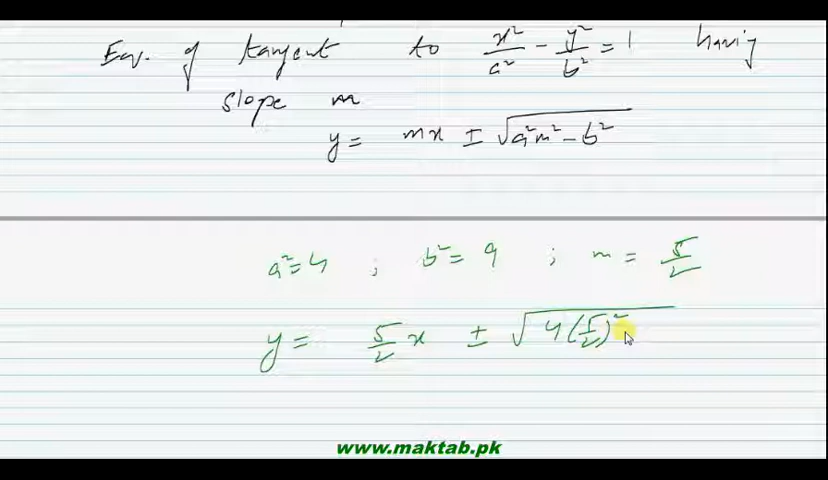 Eqn. of tangent to x²/a² - y²/b² = 1 having
slope m
y = mx ± √(a²m² - b²)
a² = 4 ; b² = 9 ; m = 5/2
y = 5/2 x ± √(4(5/2)²
www.maktab.pk